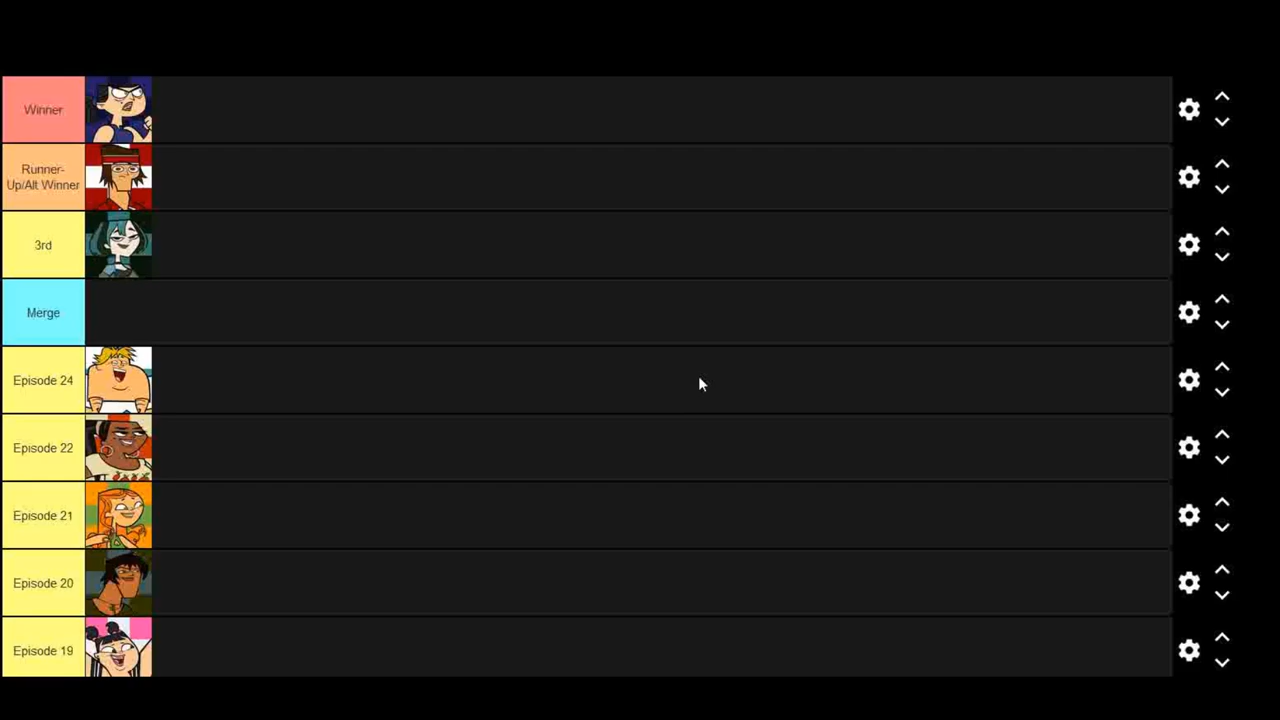 Winner
Runner-
Up/Alt Winner
3rd
Merge
Episode 24
Episode 22
Episode 21
Episode 20
Episode 19